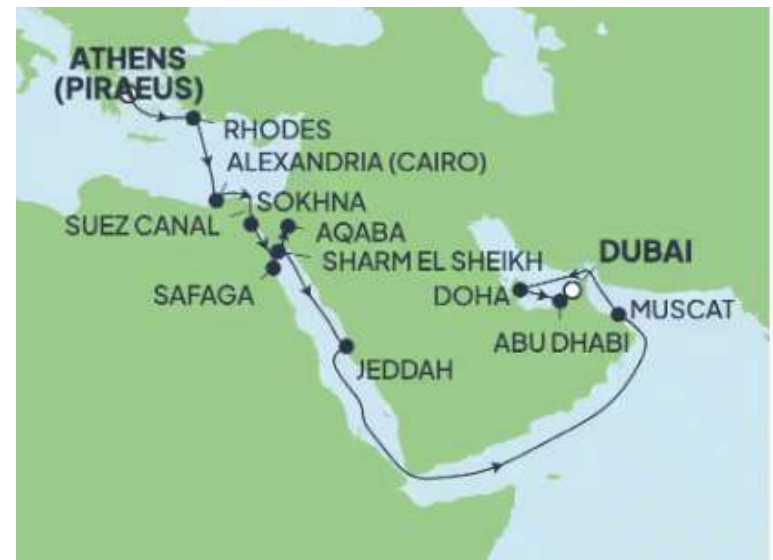 ATHENS
(PIRAEUS)
RHODES
ALEXANDRIA (CAIRO)
SOKHNA
SUEZ CANAL
AQABA
SHARM EL SHEIKH
SAFAGA
DUBAI
DOHA
MUSCAT
ABU DHABI
JEDDAH